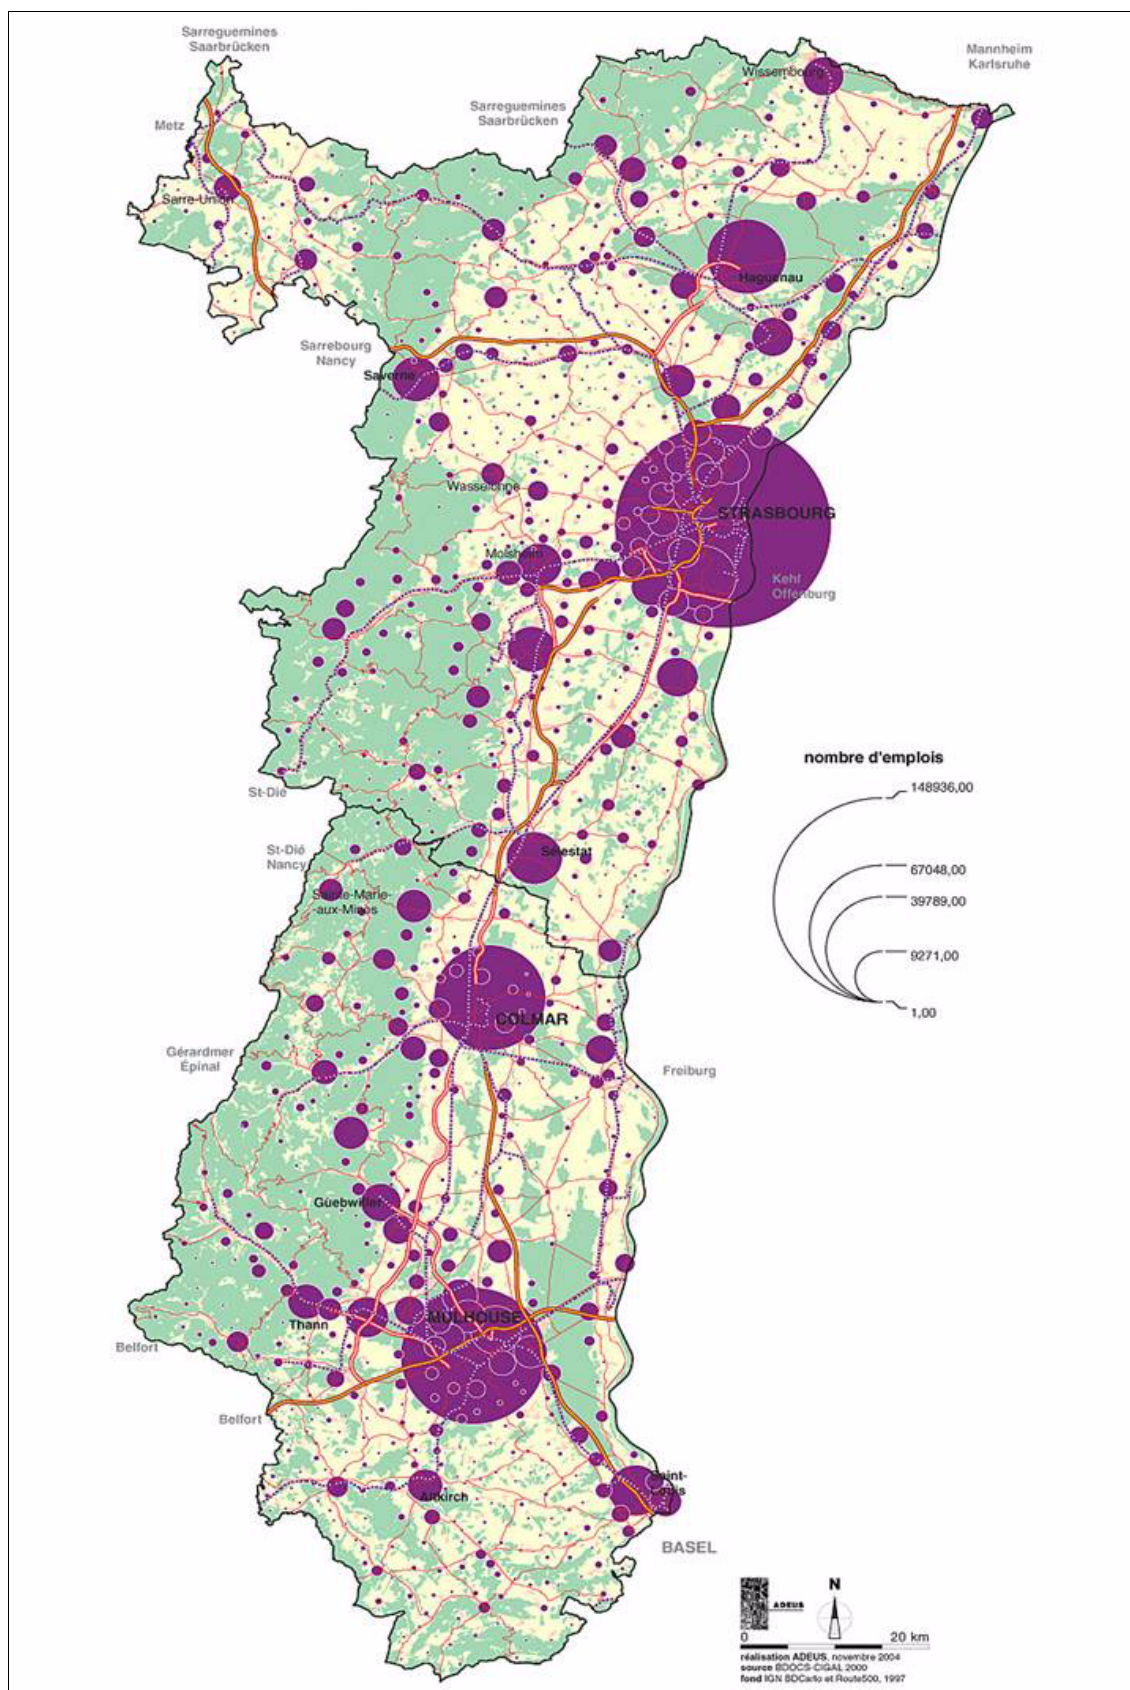 Sarreguemines
Saarbrücken
Mannheim
Karlsruhe
Wissembourg
Sarreguemines
Saarbrücken
Metz
Sarre-Union
Haguenau
Sarrebourg
Nancy
Saverne
Wasselonne
STRASBOURG
Molsheim
Kehl
Offenburg
nombre d'emplois
148936,00
67048,00
39789,00
9271,00
1,00
St-Dié
St-Dié
Nancy
Sélestat
Sainte-Marie-
-aux-Mines
COLMAR
Gérardmer
Épinal
Freiburg
Guebwiller
MULHOUSE
Thann
Belfort
Belfort
Saint-
Louis
Altkirch
BASEL
N
ADEUS
0 20 km
réalisation ADEUS, novembre 2004
source BDOCS-CIGAL 2000
fond IGN BDCarto et Route500, 1997